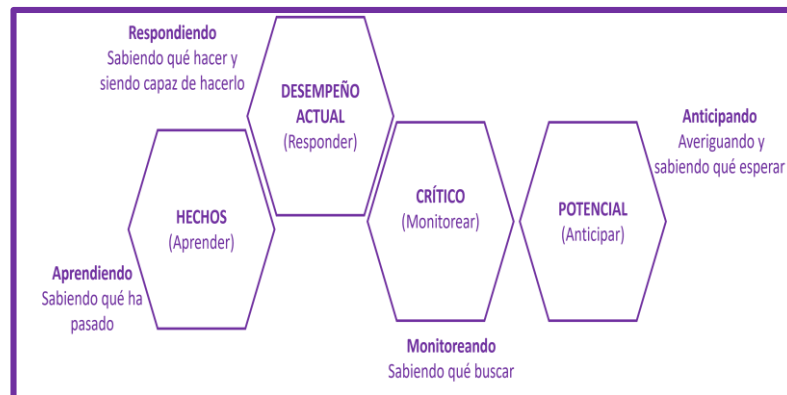 Respondiendo
Sabiendo qué hacer y
siendo capaz de hacerlo
DESEMPEÑO
ACTUAL
(Responder)
Anticipando
Averiguando y
sabiendo qué esperar
HECHOS
(Aprender)
CRÍTICO
(Monitorear)
POTENCIAL
(Anticipar)
Aprendiendo
Sabiendo qué ha
pasado
Monitoreando
Sabiendo qué buscar